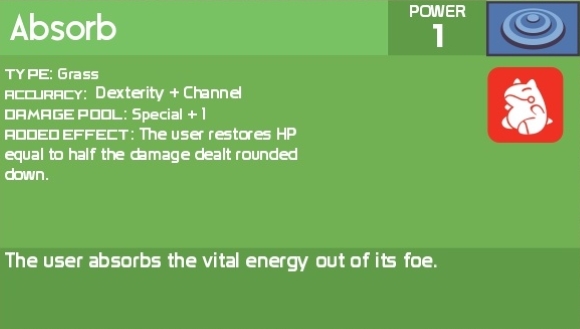 Absorb
POWER
1
TYPE: Grass
ACCURACY: Dexterity + Channel
DAMAGE POOL: Special + 1
ADDED EFFECT: The user restores HP
equal to half the damage dealt rounded
down.
The user absorbs the vital energy out of its foe.